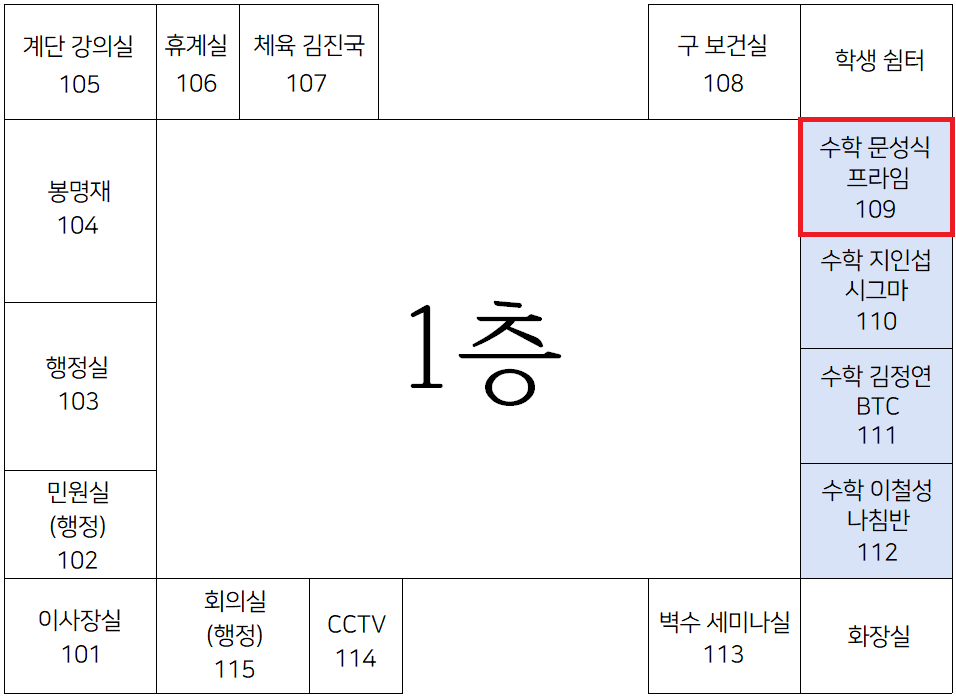 계단 강의실
105
휴계실
106
체육 김진국
107
구 보건실
108
학생 쉼터
봉명재
104
수학 문성식
프라임
109
수학 지인섭
시그마
110
1층
행정실
103
수학 김정연
BTC
111
민원실
(행정)
102
수학 이철성
나침반
112
이사장실
101
회의실
(행정)
115
CCTV
114
벽수 세미나실
113
화장실